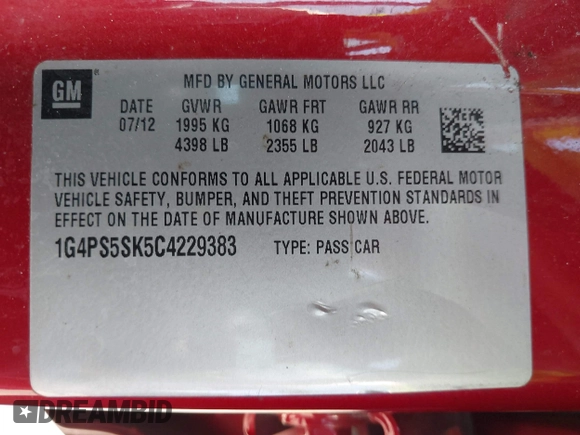 GM
®
MFD BY GENERAL MOTORS LLC
DATE GVWR GAWR FRT GAWR RR
07/12 1995 KG 1068 KG 927 KG
4398 LB 2355 LB 2043 LB
THIS VEHICLE CONFORMS TO ALL APPLICABLE U.S. FEDERAL MOTOR
VEHICLE SAFETY, BUMPER, AND THEFT PREVENTION STANDARDS IN
EFFECT ON THE DATE OF MANUFACTURE SHOWN ABOVE.
1G4PS5SK5C4229383 TYPE: PASS CAR
DREAMBID